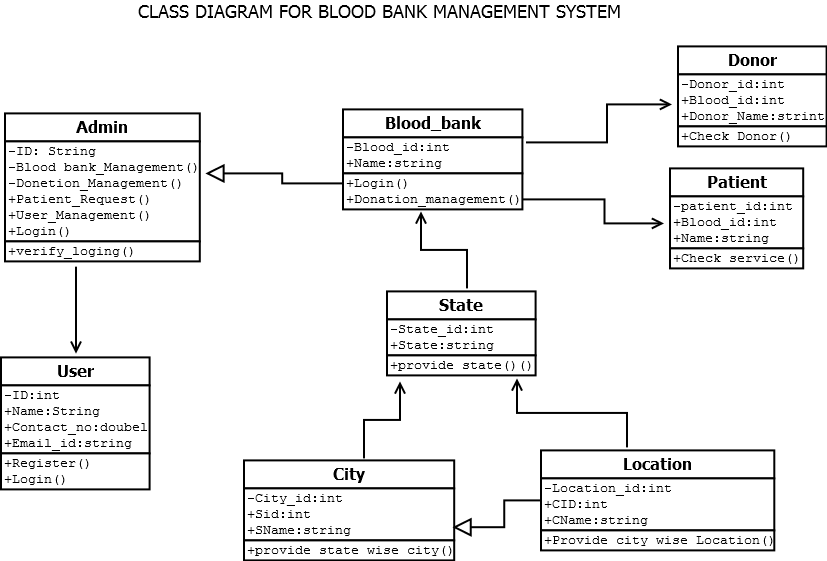 CLASS DIAGRAM FOR BLOOD BANK MANAGEMENT SYSTEM
Donor
-Donor_id:int
+Blood_id:int
+Donor_Name:strint
+Check Donor()
Admin
-ID: String
-Blood bank_Management()
-Donetion_Management()
+Patient_Request()
+User_Management()
+Login()
+verify_loging()
Blood_bank
-Blood_id:int
+Name:string
+Login()
+Donation_management()
Patient
-patient_id:int
+Blood_id:int
+Name:string
+Check service()
State
-State_id:int
+State:string
+provide state()()
User
-ID:int
+Name:String
+Contact_no:doubel
+Email_id:string
+Register()
+Login()
City
-City_id:int
+Sid:int
+SName:string
+provide state wise city()
Location
-Location_id:int
+CID:int
+CName:string
+Provide city wise Location()